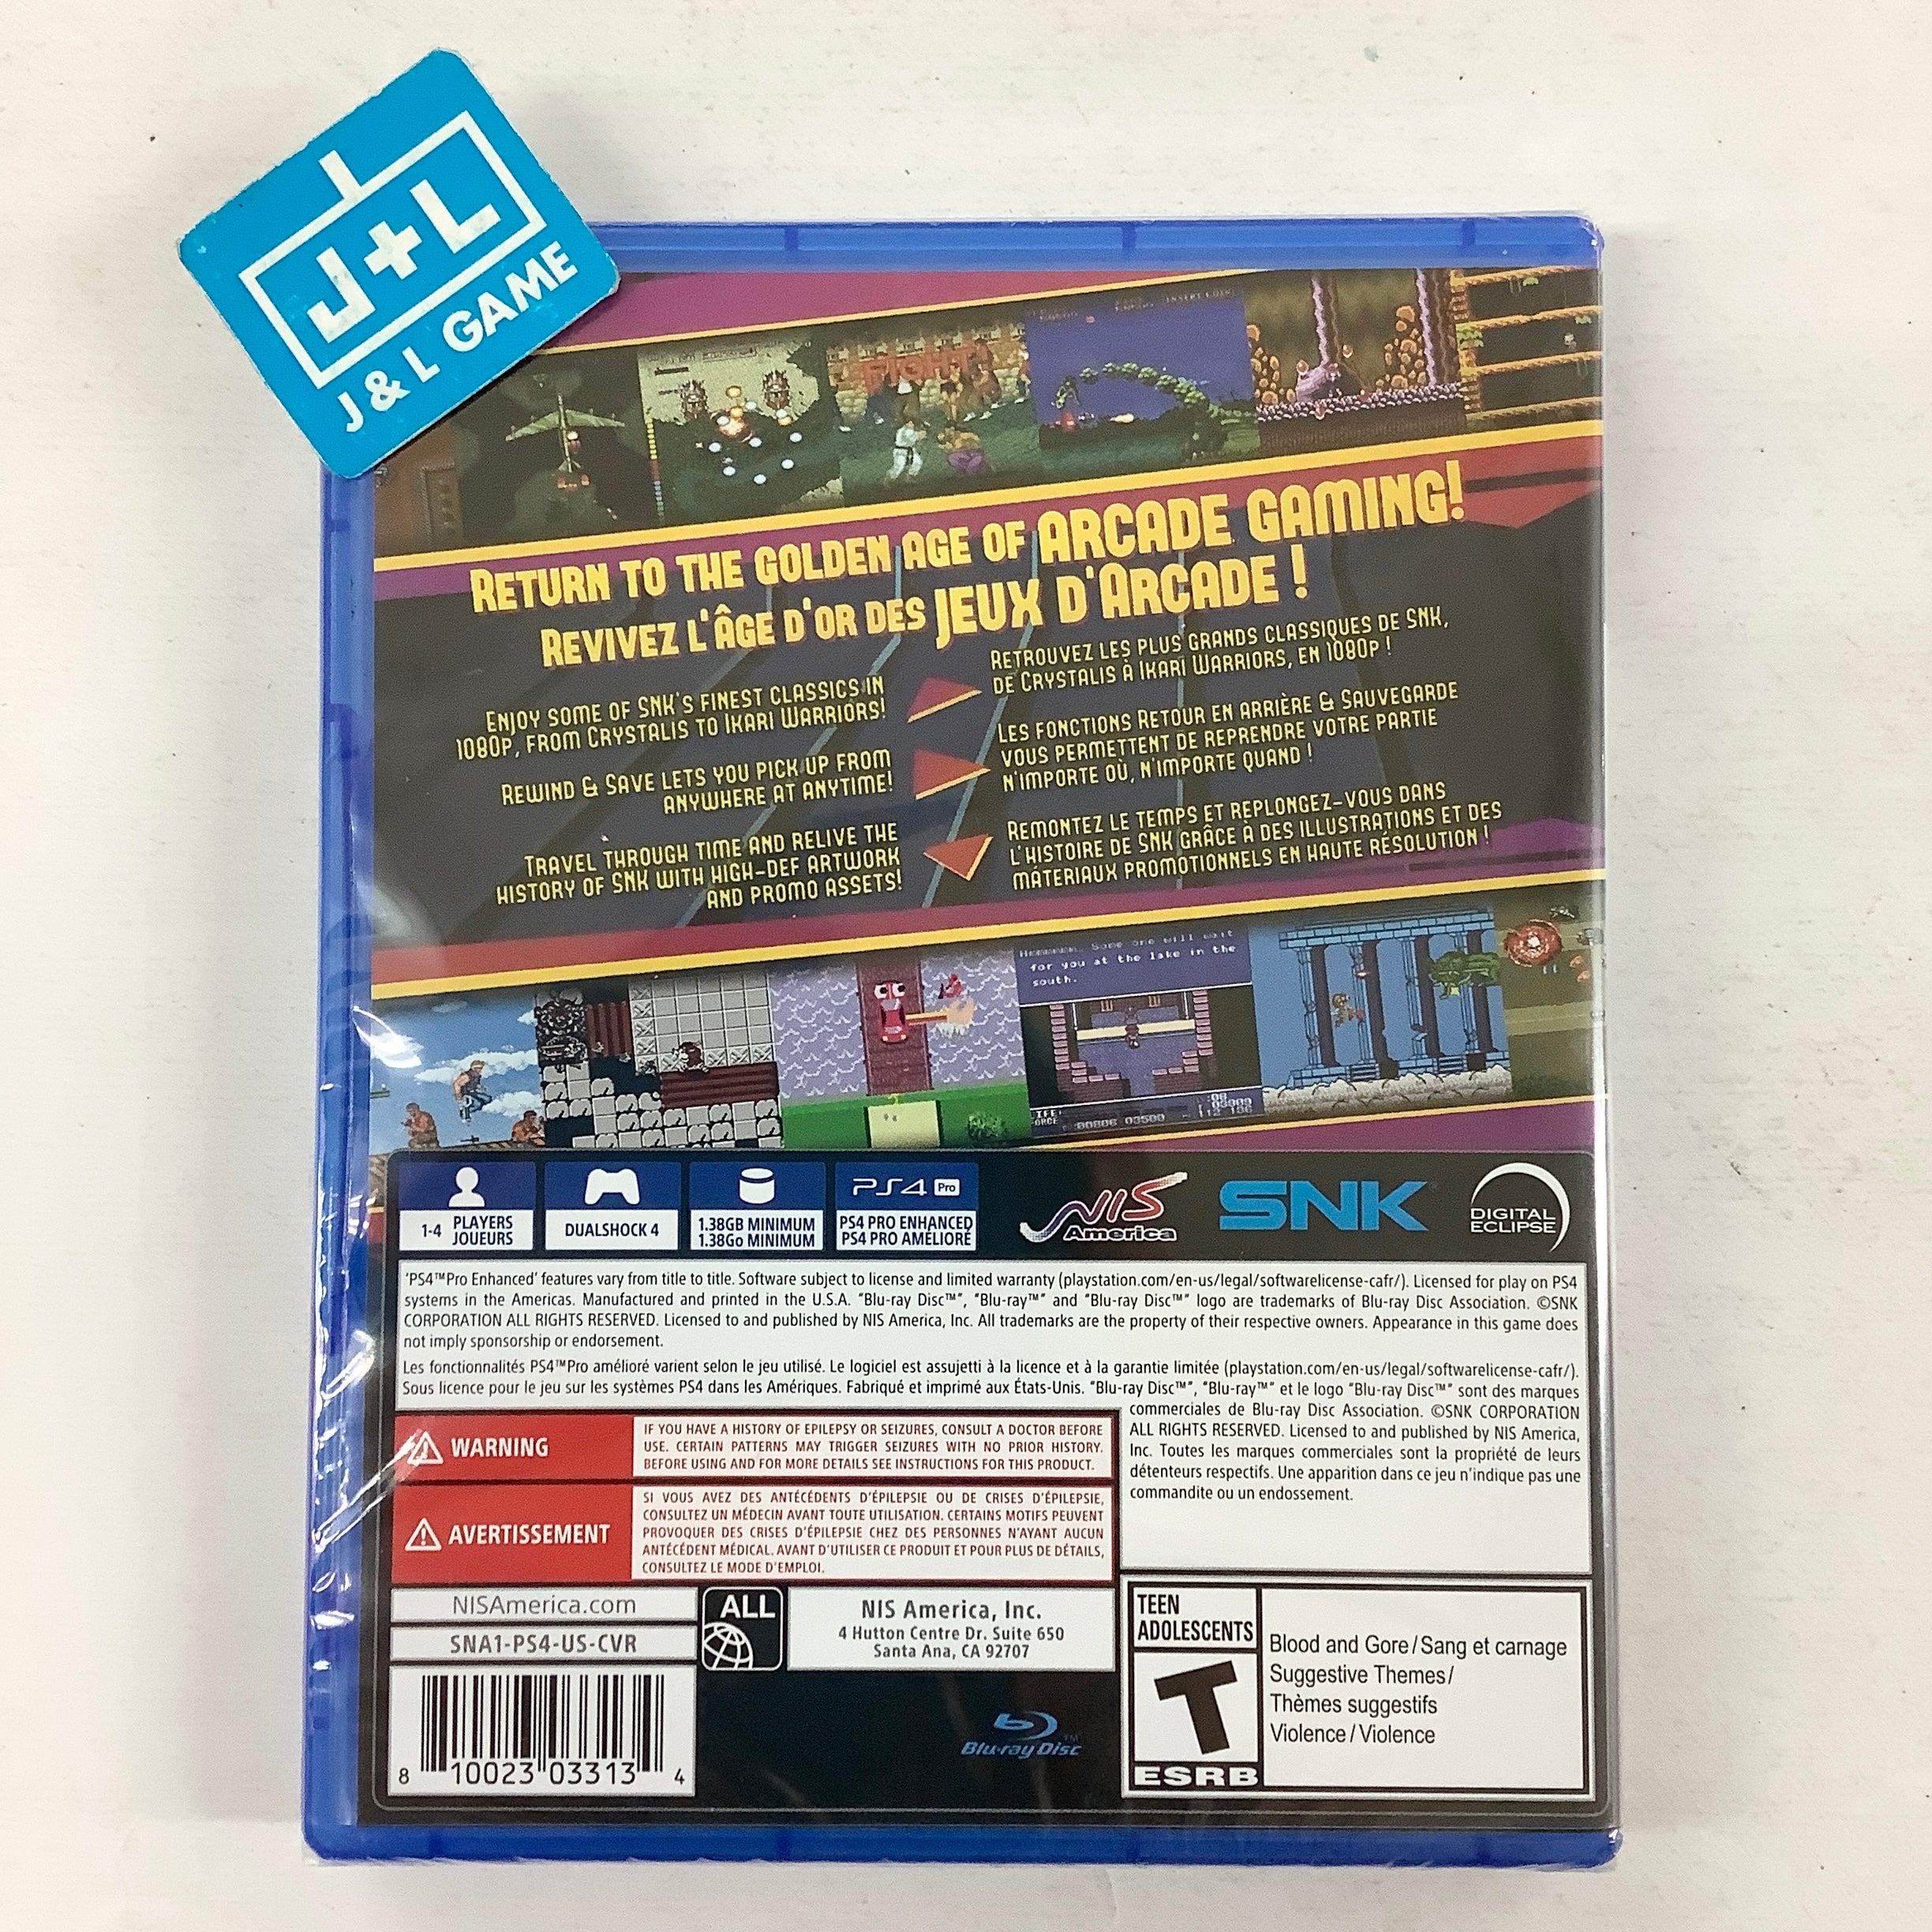 J+L
J & L GAME
FIGHT!
INSERT COIN
RETURN TO THE GOLDEN AGE OF ARCADE GAMING!
REVIVEZ L'ÂGE D'OR DES JEUX D'ARCADE !
ENJOY SOME OF SNK'S FINEST CLASSICS IN
1080P, FROM CRYSTALIS TO IKARI WARRIORS!
REWIND & SAVE LETS YOU PICK UP FROM
ANYWHERE AT ANYTIME!
TRAVEL THROUGH TIME AND RELIVE THE
HISTORY OF SNK WITH HIGH-DEF ARTWORK
AND PROMO ASSETS!
RETROUVEZ LES PLUS GRANDS CLASSIQUES DE SNK,
DE CRYSTALIS À IKARI WARRIORS, EN 1080P !
LES FONCTIONS RETOUR EN ARRIÈRE & SAUVEGARDE
VOUS PERMETTENT DE REPRENDRE VOTRE PARTIE
N'IMPORTE OÙ, N'IMPORTE QUAND !
REMONTEZ LE TEMPS ET REPLONGEZ-VOUS DANS
L'HISTOIRE DE SNK GRÂCE À DES ILLUSTRATIONS ET DES
MATERIAUX PROMOTIONNELS EN HAUTE RÉSOLUTION !
Some one will wait
for you at the lake in the
south.
1-4 PLAYERS
JOUEURS
DUALSHOCK 4
1.38GB MINIMUM
1.38Go MINIMUM
PS4 Pro
PS4 PRO ENHANCED
PS4 PRO AMÉLIORÉ
NIS
America
SNK
DIGITAL
ECLIPSE
'PS4™Pro Enhanced' features vary from title to title. Software subject to license and limited warranty (playstation.com/en-us/legal/softwarelicense-cafr/). Licensed for play on PS4
systems in the Americas. Manufactured and printed in the U.S.A. "Blu-ray Disc™", "Blu-ray™" and "Blu-ray Disc™" logo are trademarks of Blu-ray Disc Association. ©SNK
CORPORATION ALL RIGHTS RESERVED. Licensed to and published by NIS America, Inc. All trademarks are the property of their respective owners. Appearance in this game does
not imply sponsorship or endorsement.
Les fonctionnalités PS4™Pro amélioré varient selon le jeu utilisé. Le logiciel est assujetti à la licence et à la garantie limitée (playstation.com/en-us/legal/softwarelicense-cafr/).
Sous licence pour le jeu sur les systèmes PS4 dans les Amériques. Fabriqué et imprimé aux États-Unis. "Blu-ray Disc™", "Blu-ray™" et le logo "Blu-ray Disc™" sont des marques
commerciales de Blu-ray Disc Association. ©SNK CORPORATION
ALL RIGHTS RESERVED. Licensed to and published by NIS America,
Inc. Toutes les marques commerciales sont la propriété de leurs
détenteurs respectifs. Une apparition dans ce jeu n'indique pas une
commandite ou un endossement.
WARNING
IF YOU HAVE A HISTORY OF EPILEPSY OR SEIZURES, CONSULT A DOCTOR BEFORE
USE. CERTAIN PATTERNS MAY TRIGGER SEIZURES WITH NO PRIOR HISTORY.
BEFORE USING AND FOR MORE DETAILS SEE INSTRUCTIONS FOR THIS PRODUCT.
AVERTISSEMENT
SI VOUS AVEZ DES ANTÉCÉDENTS D'ÉPILEPSIE OU DE CRISES D'ÉPILEPSIE,
CONSULTEZ UN MÉDECIN AVANT TOUTE UTILISATION. CERTAINS MOTIFS PEUVENT
PROVOQUER DES CRISES D'ÉPILEPSIE CHEZ DES PERSONNES N'AYANT AUCUN
ANTÉCÉDENT MÉDICAL. AVANT D'UTILISER CE PRODUIT ET POUR PLUS DE DÉTAILS,
CONSULTEZ LE MODE D'EMPLOI.
NISAmerica.com
SNA1-PS4-US-CVR
ALL
NIS America, Inc.
4 Hutton Centre Dr. Suite 650
Santa Ana, CA 92707
8 10023 03313 4
Blu-ray Disc™
TEEN
ADOLESCENTS
T
ESRB
Blood and Gore/Sang et carnage
Suggestive Themes/
Thèmes suggestifs
Violence/Violence